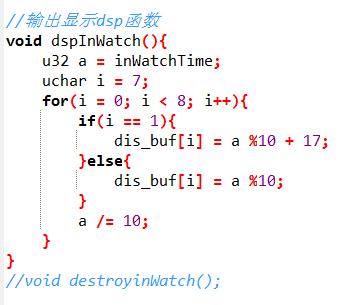 //输出显示dsp函数
void dspInWatch(){
    u32 a = inWatchTime;
    uchar i = 7;
    for(i = 0; i < 8; i++){
        if(i == 1){
            dis_buf[i] = a %10 + 17;
        }else{
            dis_buf[i] = a %10;
        }
        a /= 10;
    }
}
//void destroyinWatch();